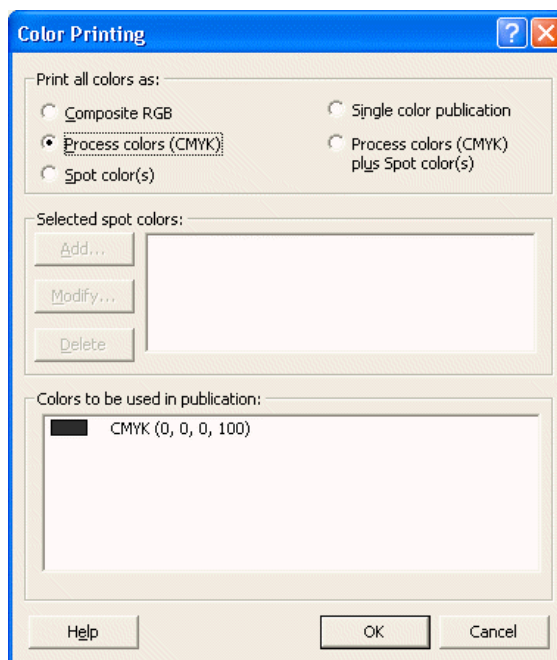 Color Printing
Print all colors as:
Composite RGB
Single color publication
Process colors (CMYK)
Process colors (CMYK)
plus Spot color(s)
Spot color(s)
Selected spot colors:
Add...
Modify...
Delete
Colors to be used in publication:
CMYK (0, 0, 0, 100)
Help
OK
Cancel